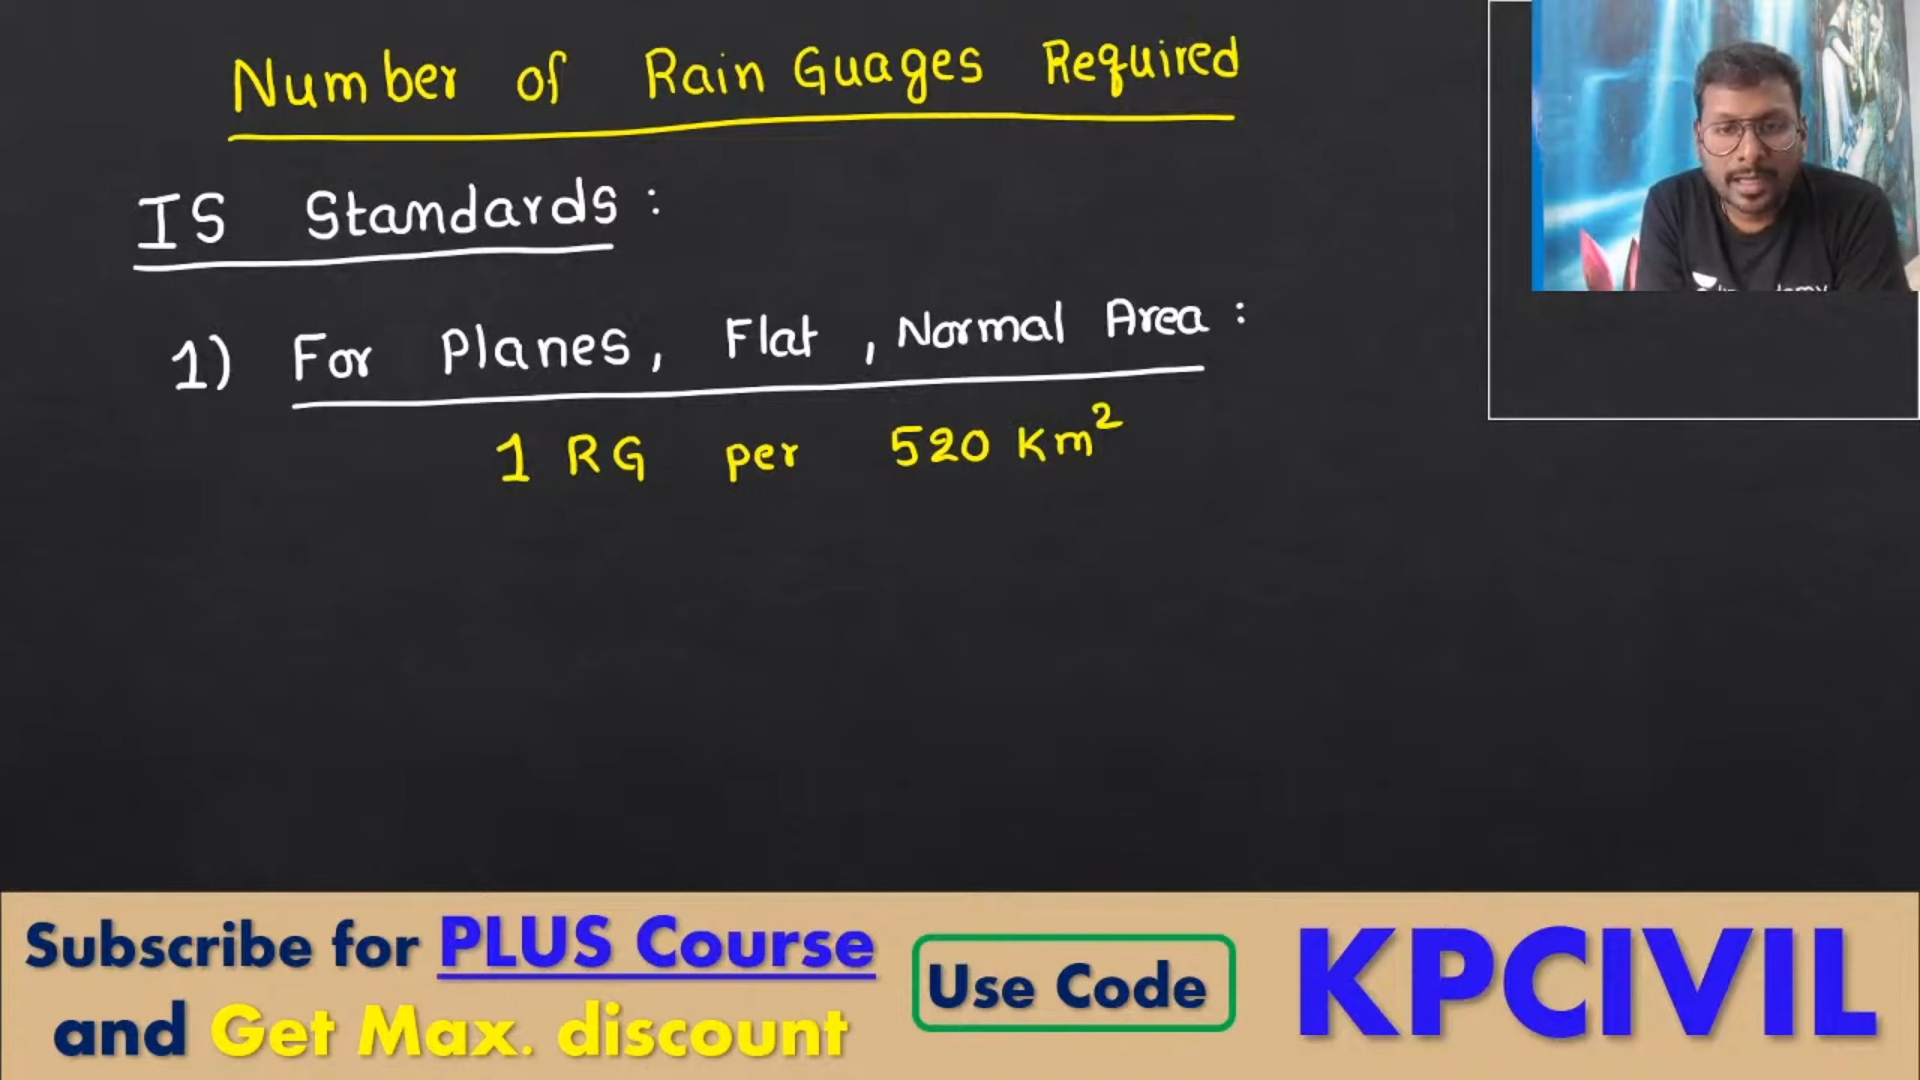 Number of Rain Guages Required
IS Standards :
1) For Planes, Flat, Normal Area :
1 RG per 520 Km²
Subscribe for PLUS Course
and Get Max. discount
Use Code
KPCIVIL